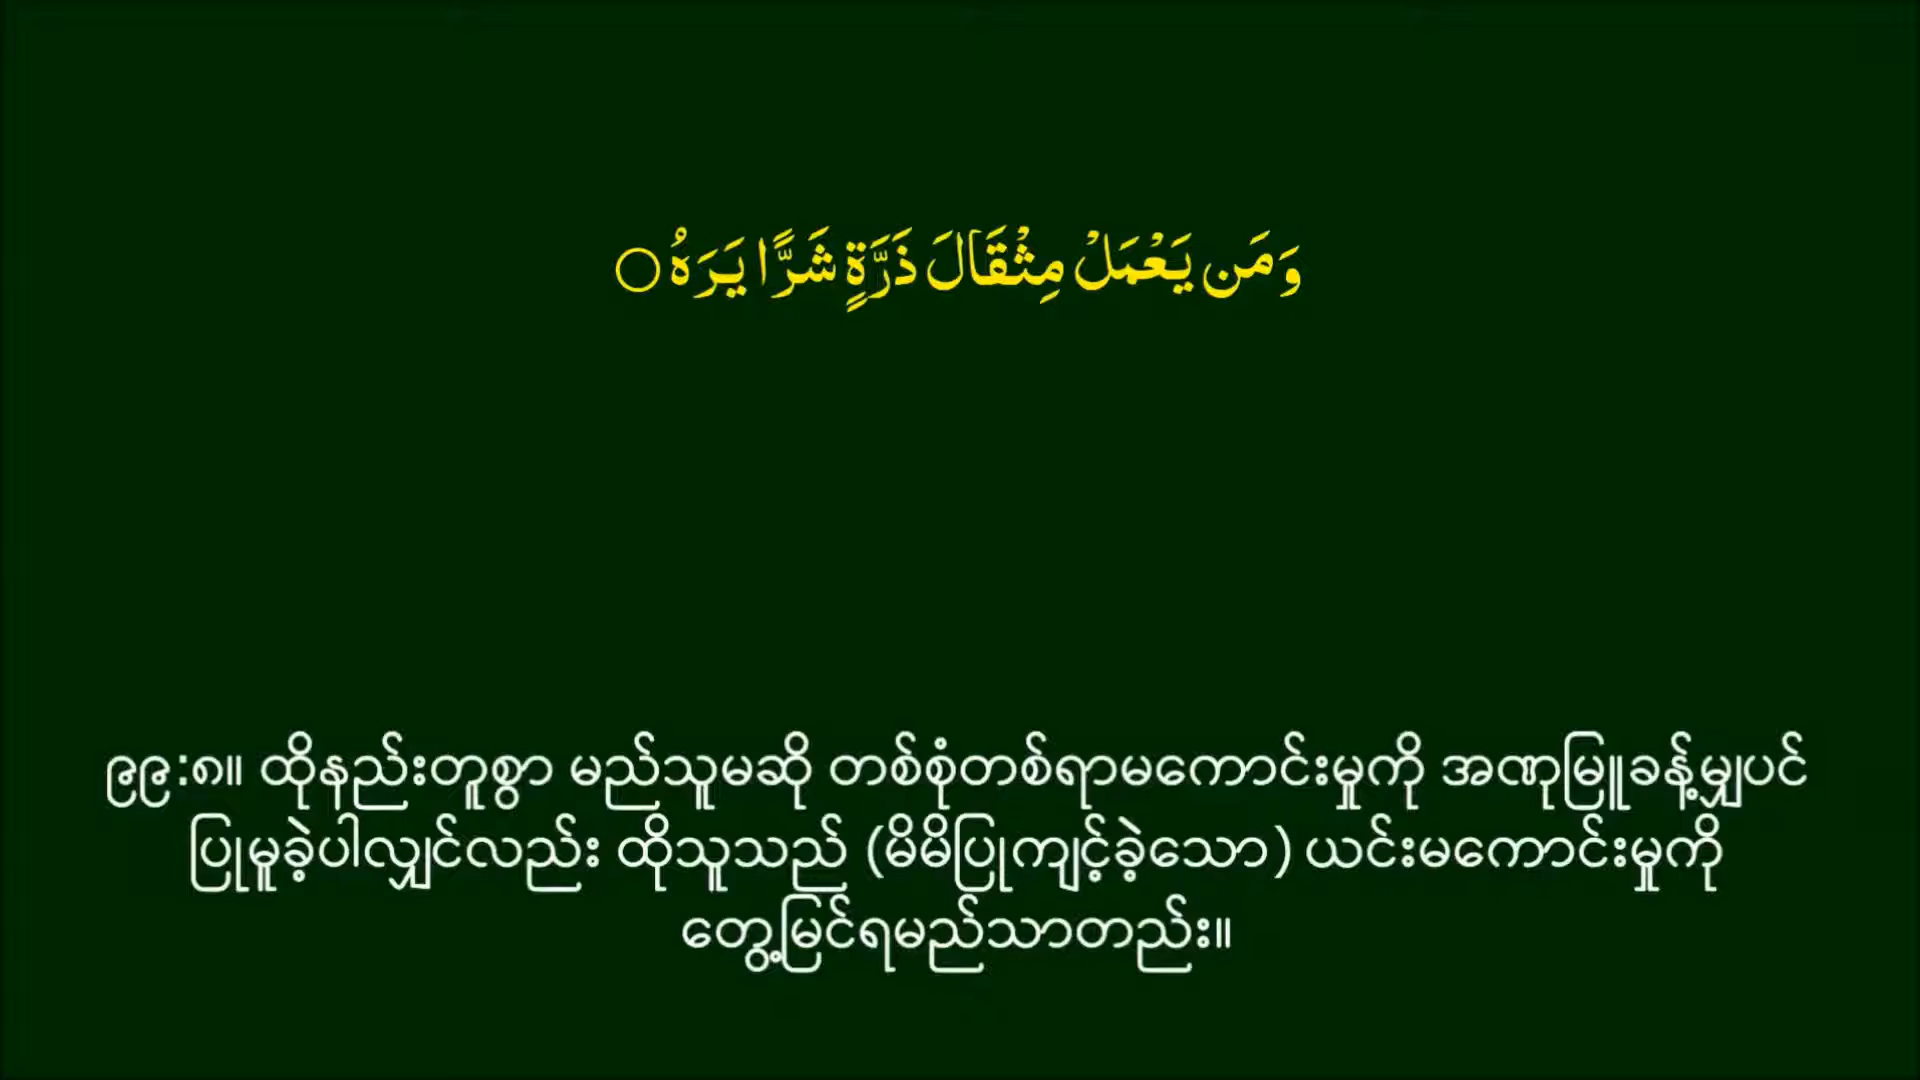 وَمَن يَعْمَلْ مِثْقَالَ ذَرَّةٍ شَرًّا يَرَهُ ۝
၉၉:၈။ ထိုနည်းတူစွာ မည်သူမဆို တစ်စုံတစ်ရာမကောင်းမှုကို အဏုမြူခန့်မျှပင်
ပြုမူခဲ့ပါလျှင်လည်း ထိုသူသည် (မိမိပြုကျင့်ခဲ့သော) ယင်းမကောင်းမှုကို
တွေ့မြင်ရမည်သာတည်း။